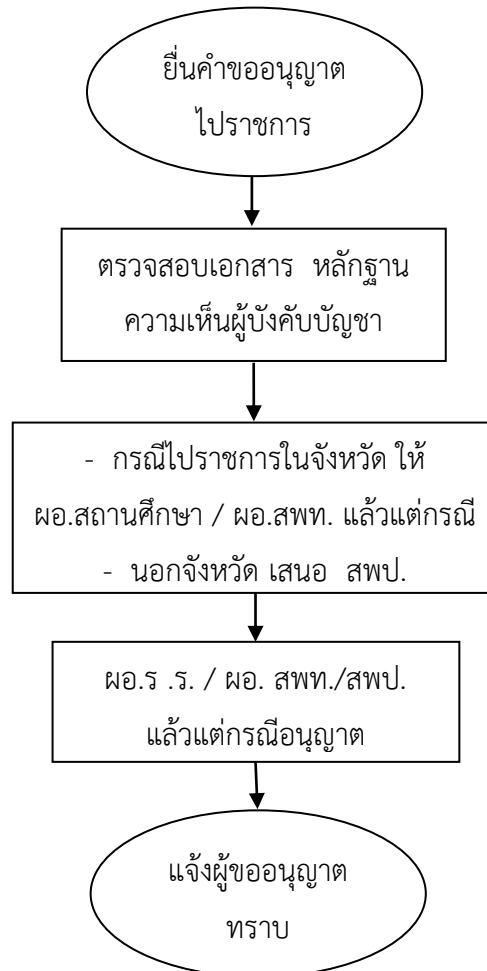 ยื่นคำขออนุญาต
ไปราชการ
ตรวจสอบเอกสาร หลักฐาน
ความเห็นผู้บังคับบัญชา
- กรณีไปราชการในจังหวัด ให้
ผอ.สถานศึกษา / ผอ.สพท. แล้วแต่กรณี
- นอกจังหวัด เสนอ สพป.
ผอ.ร .ร. / ผอ. สพท./สพป.
แล้วแต่กรณีอนุญาต
แจ้งผู้ขออนุญาต
ทราบ